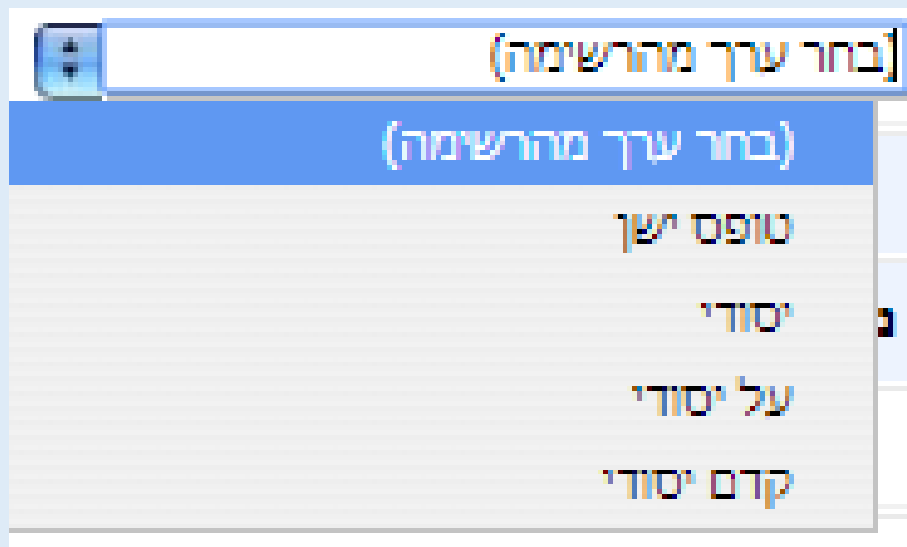 (בחר ערך מהרשימה)
(בחר ערך מהרשימה)
טופס ישן
יסודי
על יסודי
קדם יסודי